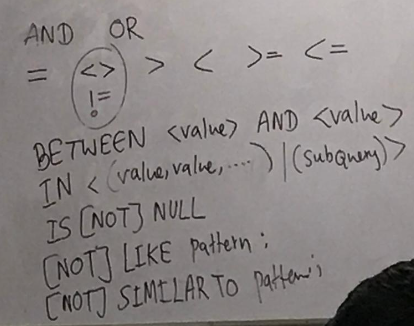 AND OR
= <> > < >= <=
!=
BETWEEN <value> AND <value>
IN <(value,value,....)|(subquery)>
IS [NOT] NULL
[NOT] LIKE pattern;
[NOT] SIMILAR TO pattern;